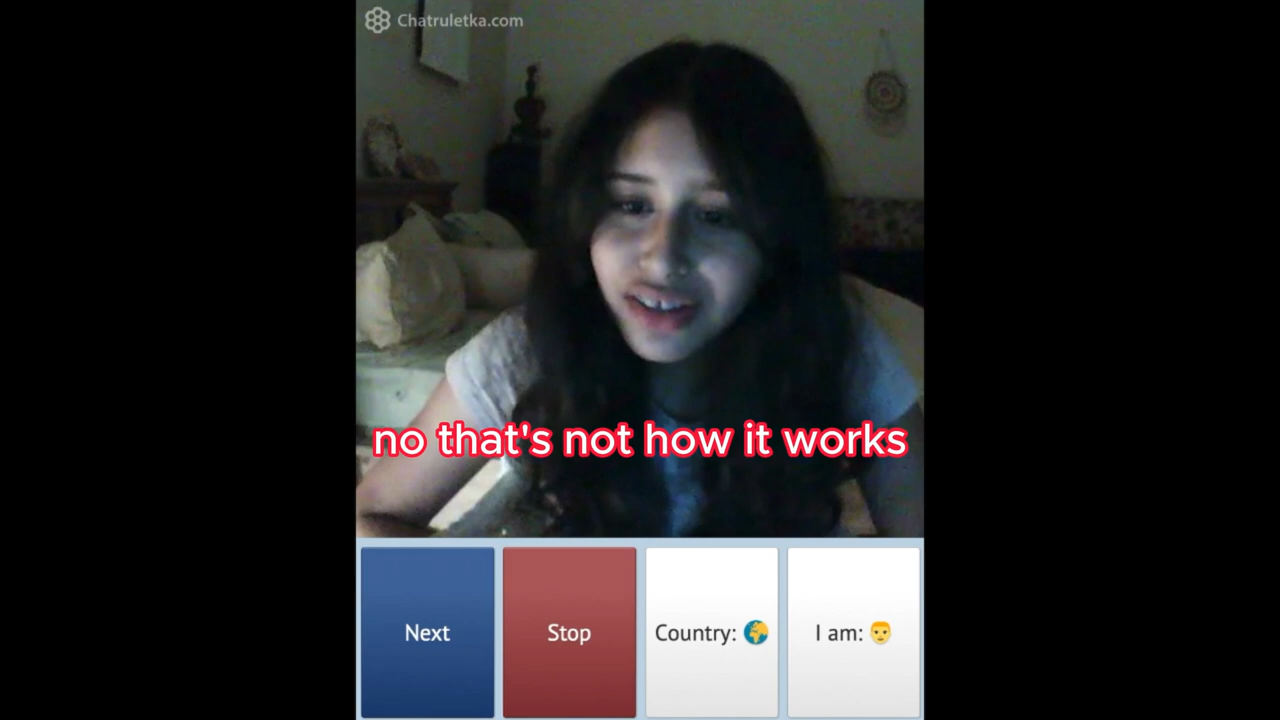 Chatruletka.com
no that's not how it works
Next
Stop
Country:
I am: